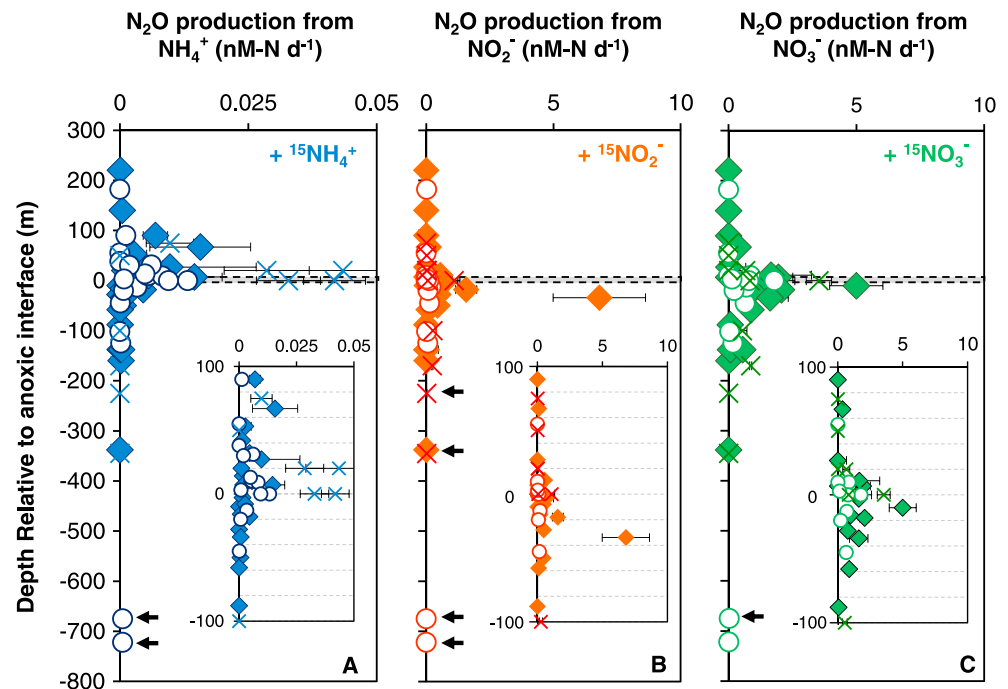 N₂O production from
NH₄⁺ (nM-N d⁻¹)
N₂O production from
NO₂⁻ (nM-N d⁻¹)
N₂O production from
NO₃⁻ (nM-N d⁻¹)
0 0.025 0.05
0 5 10
0 5 10
Depth Relative to anoxic interface (m)
300
200
100
0
-100
-200
-300
-400
-500
-600
-700
-800
+ ¹⁵NH₄⁺
0 0.025 0.05
100
0
-100
A
+ ¹⁵NO₂⁻
0 5 10
100
0
-100
B
+ ¹⁵NO₃⁻
0 5 10
100
0
-100
C